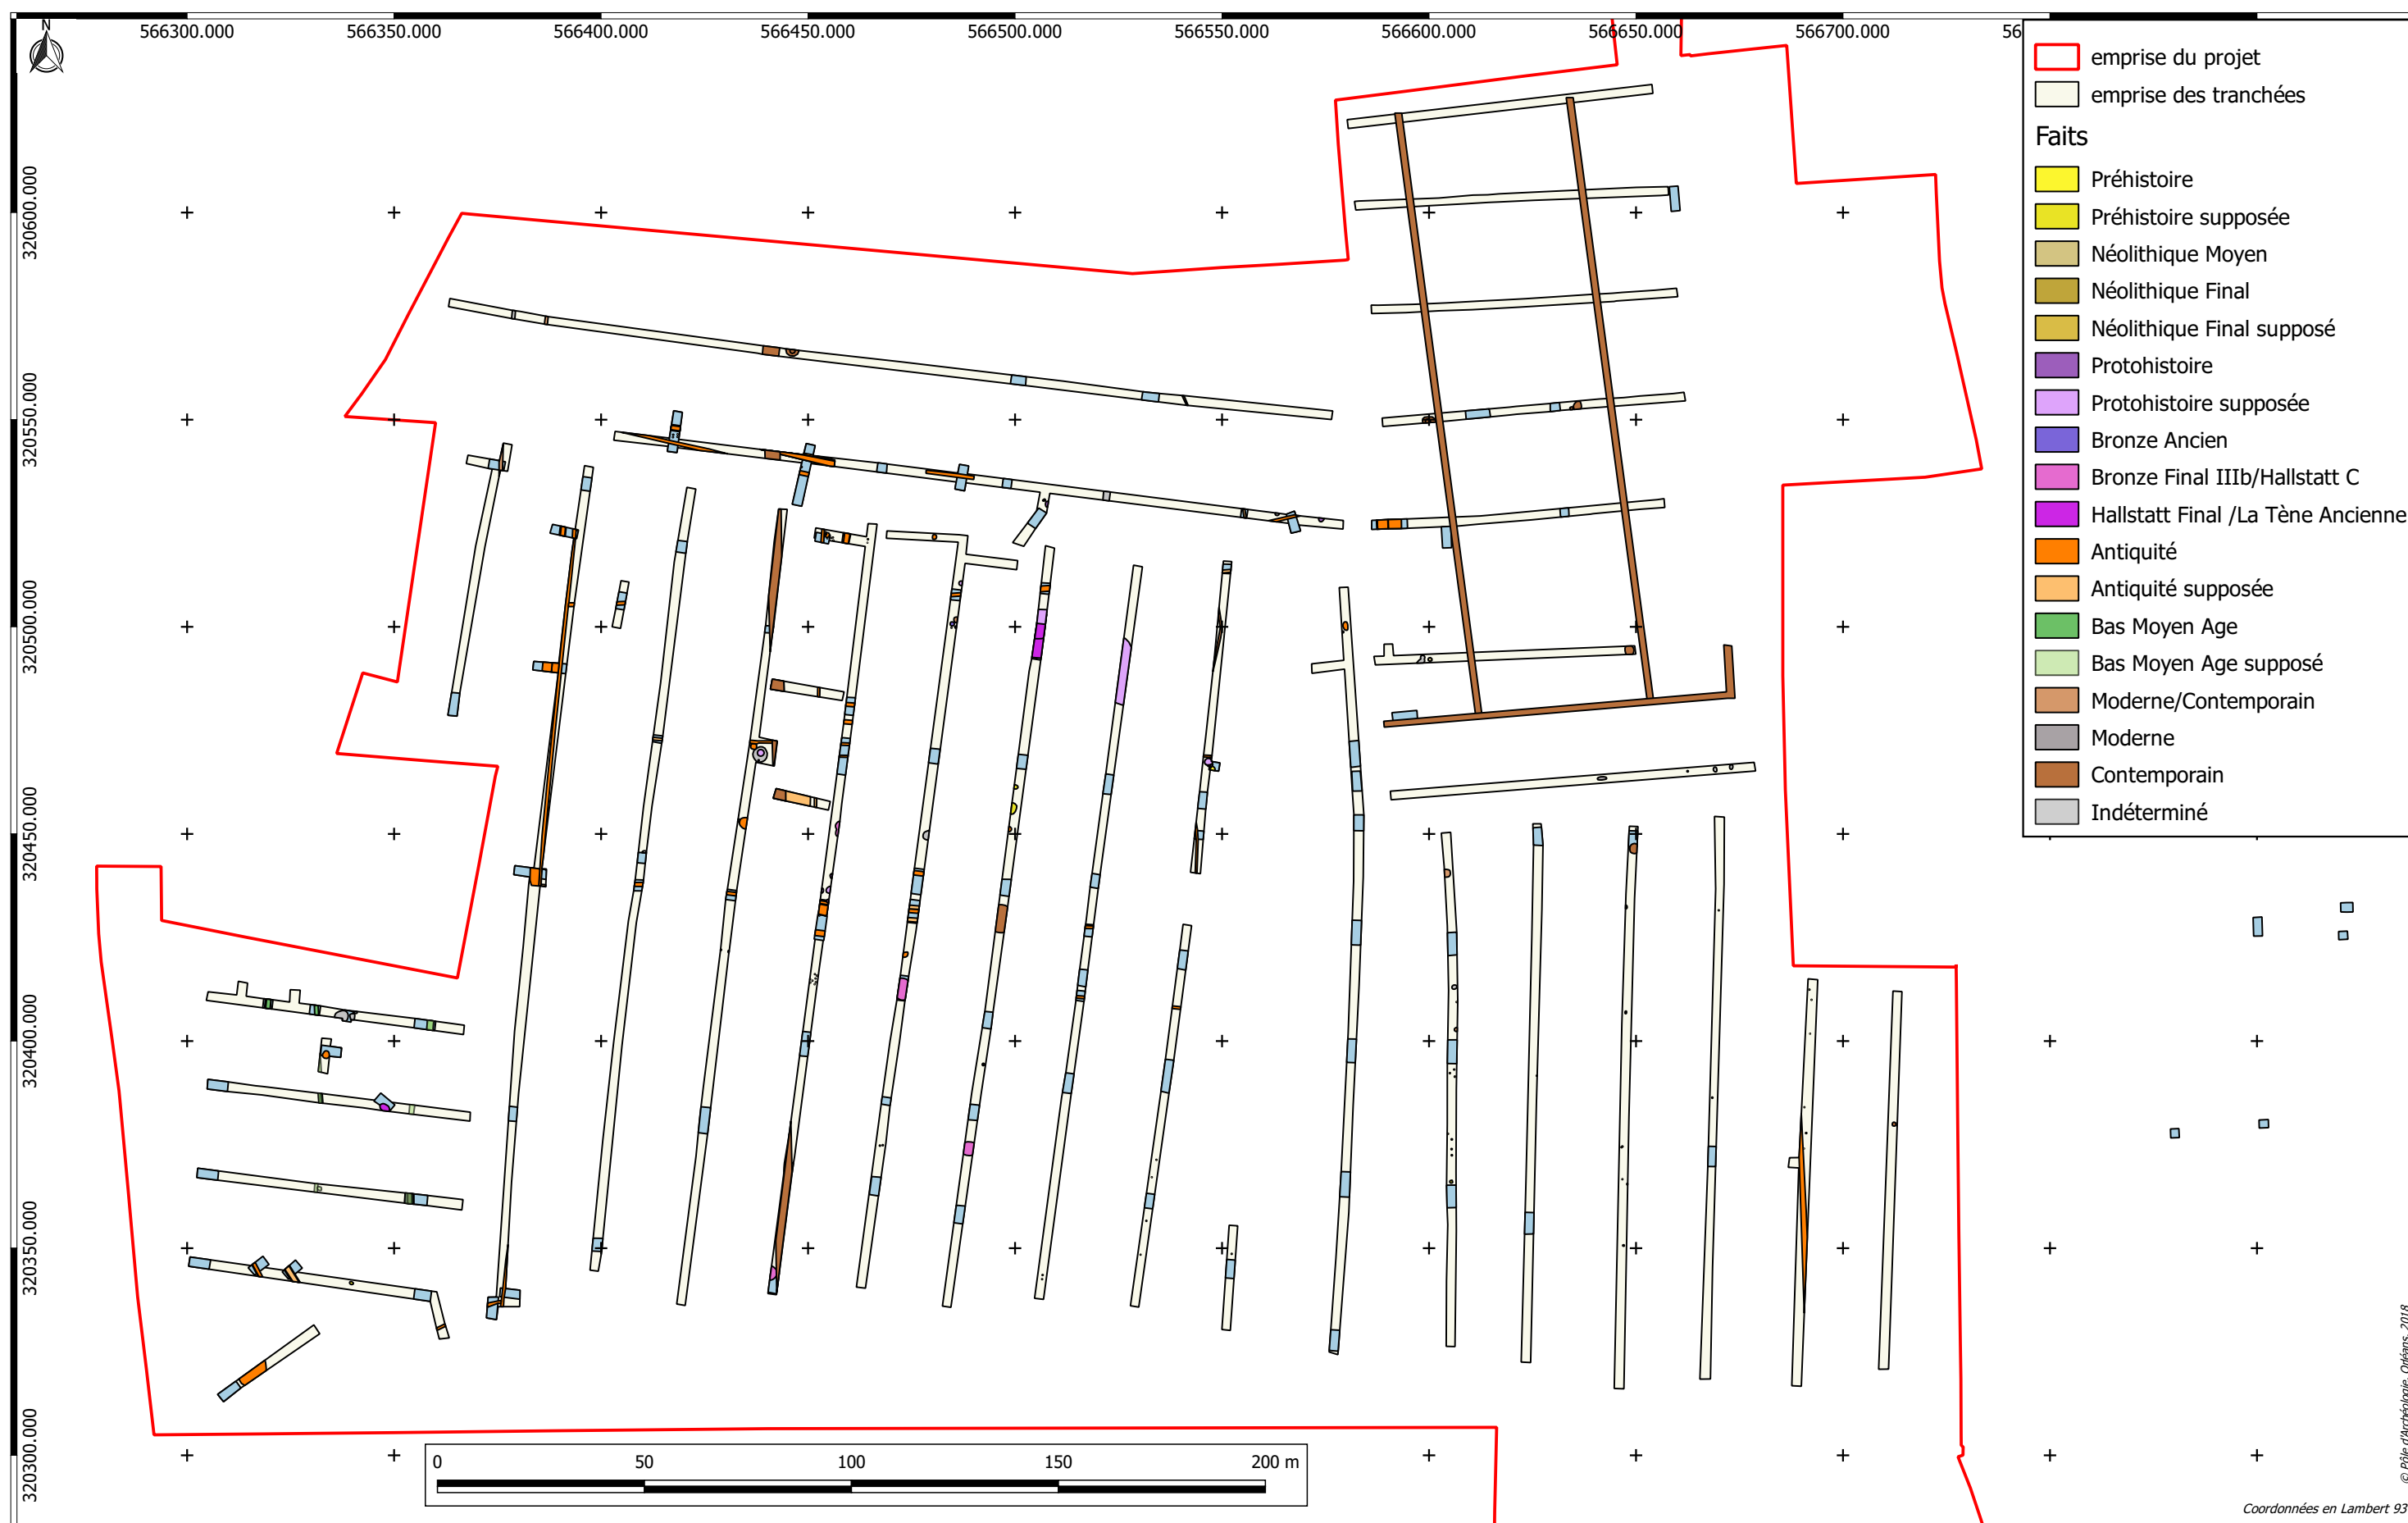 N
566300.000 566350.000 566400.000 566450.000 566500.000 566550.000 566600.000 566650.000 566700.000
320600.000
320550.000
320500.000
320450.000
320400.000
320350.000
320300.000
emprise du projet
emprise des tranchées
Faits
Préhistoire
Préhistoire supposée
Néolithique Moyen
Néolithique Final
Néolithique Final supposé
Protohistoire
Protohistoire supposée
Bronze Ancien
Bronze Final IIIb/Hallstatt C
Hallstatt Final /La Tène Ancienne
Antiquité
Antiquité supposée
Bas Moyen Age
Bas Moyen Age supposé
Moderne/Contemporain
Moderne
Contemporain
Indéterminé
0 50 100 150 200 m
© Pôle d'Archéologie, Orléans, 2018
Coordonnées en Lambert 93